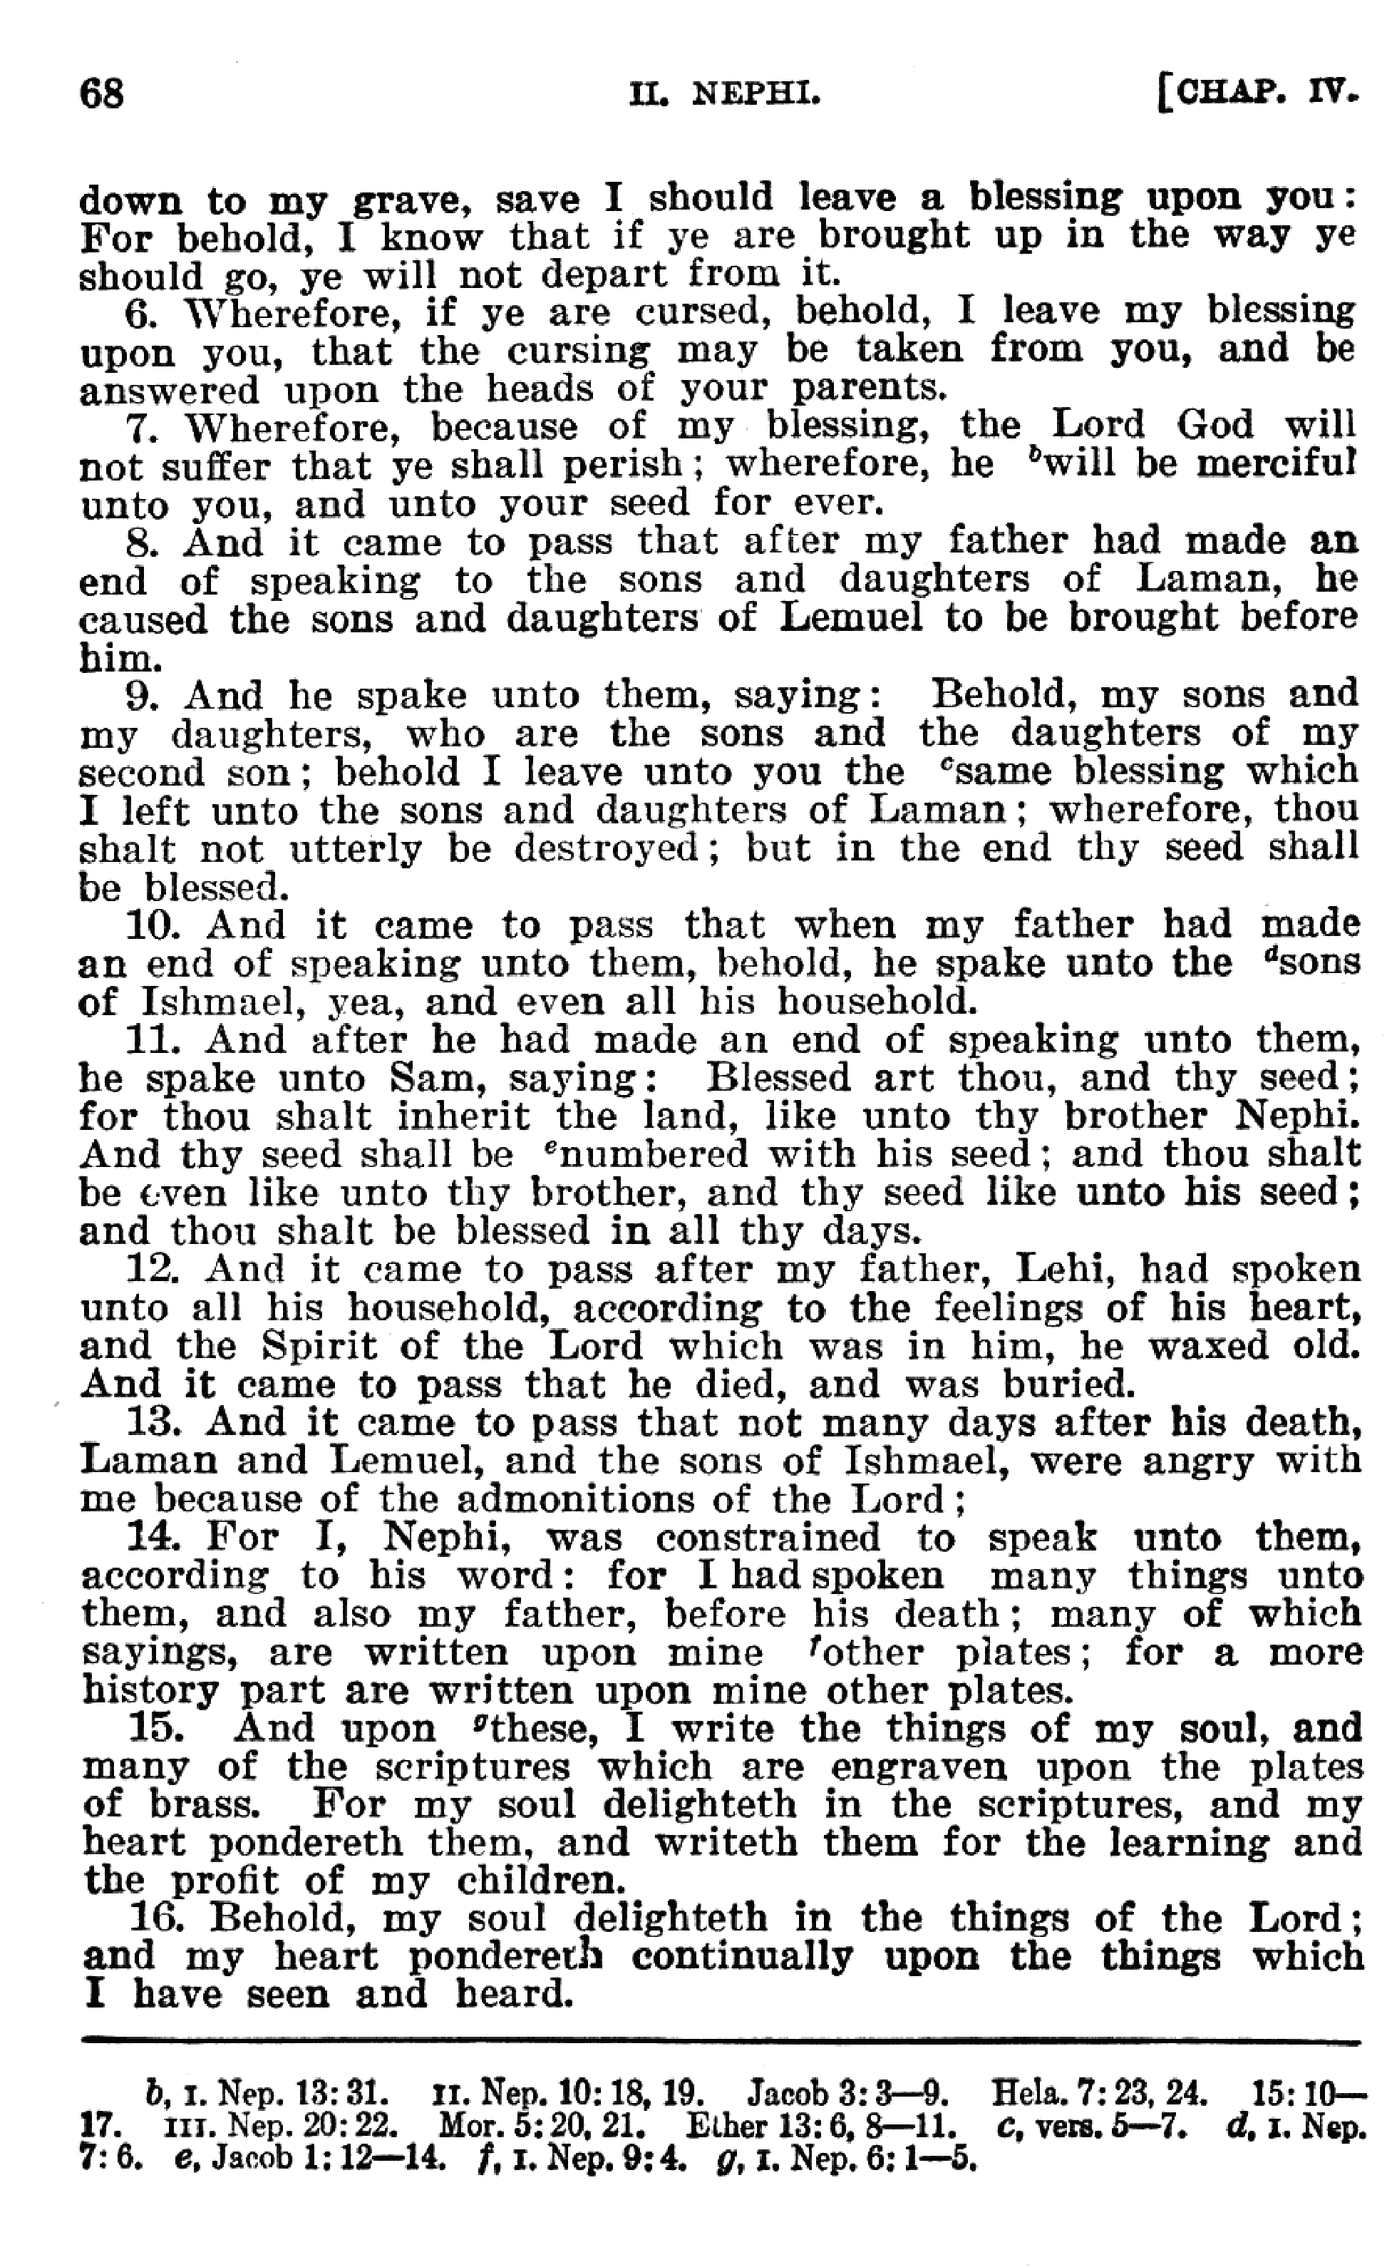 68 II. NEPHI. [CHAP. IV.
down to my grave, save I should leave a blessing upon you:
For behold, I know that if ye are brought up in the way ye
should go, ye will not depart from it.
6. Wherefore, if ye are cursed, behold, I leave my blessing
upon you, that the cursing may be taken from you, and be
answered upon the heads of your parents.
7. Wherefore, because of my blessing, the Lord God will
not suffer that ye shall perish; wherefore, he ᵇwill be merciful
unto you, and unto your seed for ever.
8. And it came to pass that after my father had made an
end of speaking to the sons and daughters of Laman, he
caused the sons and daughters of Lemuel to be brought before
him.
9. And he spake unto them, saying: Behold, my sons and
my daughters, who are the sons and the daughters of my
second son; behold I leave unto you the ᶜsame blessing which
I left unto the sons and daughters of Laman; wherefore, thou
shalt not utterly be destroyed; but in the end thy seed shall
be blessed.
10. And it came to pass that when my father had made
an end of speaking unto them, behold, he spake unto the ᵈsons
of Ishmael, yea, and even all his household.
11. And after he had made an end of speaking unto them,
he spake unto Sam, saying: Blessed art thou, and thy seed;
for thou shalt inherit the land, like unto thy brother Nephi.
And thy seed shall be ᵉnumbered with his seed; and thou shalt
be even like unto thy brother, and thy seed like unto his seed;
and thou shalt be blessed in all thy days.
12. And it came to pass after my father, Lehi, had spoken
unto all his household, according to the feelings of his heart,
and the Spirit of the Lord which was in him, he waxed old.
And it came to pass that he died, and was buried.
13. And it came to pass that not many days after his death,
Laman and Lemuel, and the sons of Ishmael, were angry with
me because of the admonitions of the Lord;
14. For I, Nephi, was constrained to speak unto them,
according to his word: for I had spoken many things unto
them, and also my father, before his death; many of which
sayings, are written upon mine ᶠother plates; for a more
history part are written upon mine other plates.
15. And upon ᵍthese, I write the things of my soul, and
many of the scriptures which are engraven upon the plates
of brass. For my soul delighteth in the scriptures, and my
heart pondereth them, and writeth them for the learning and
the profit of my children.
16. Behold, my soul delighteth in the things of the Lord;
and my heart pondereth continually upon the things which
I have seen and heard.
b, I. Nep. 13: 31. II. Nep. 10: 18, 19. Jacob 3: 3—9. Hela. 7: 23, 24. 15: 10—
17. III. Nep. 20: 22. Mor. 5: 20, 21. Ether 13: 6, 8—11. c, vers. 5—7. d, I. Nep.
7: 6. e, Jacob 1: 12—14. f, I. Nep. 9: 4. g, I. Nep. 6: 1—5.